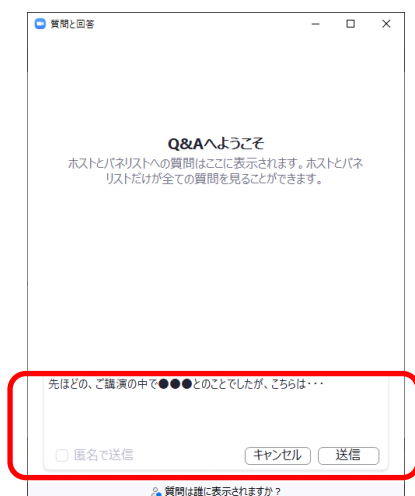 質問と回答
Q&Aへようこそ
ホストとパネリストへの質問はここに表示されます。ホストとパネ
リストだけが全ての質問を見ることができます。
先ほどの、ご講演の中で●●●とのことでしたが、こちらは・・・
匿名で送信
キャンセル
送信
質問は誰に表示されますか?